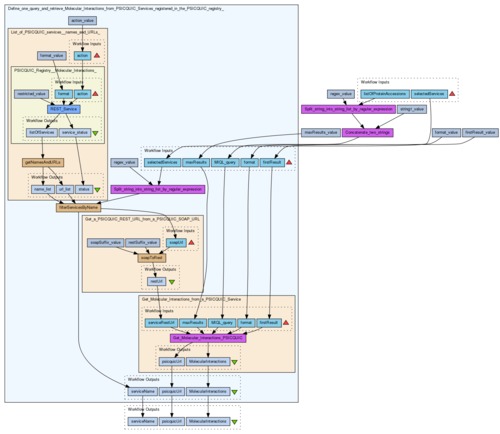 Define_one_query_and_retrieve_Molecular_Interactions_from_PSICQUIC_Services_registered_in_the_PSICQUIC_registry_
action_value
List_of_PSICQUIC_services__names_and_URLs_
Workflow Inputs
format_value
action
PSICQUIC_Registry__Molecular_Interactions_
Workflow Inputs
restricted_value
format
action
REST_Service
Workflow Outputs
listOfServices
service_status
getNamesAndURLs
Workflow Outputs
name_list
url_list
status
filterServicesByName
Workflow Inputs
regex_value
listOfProteinAccessions
selectedServices
Split_string_into_string_list_by_regular_expression
string1_value
maxResults_value
Concatenate_two_strings
format_value
firstResult_value
Workflow Inputs
regex_value
selectedServices
maxResults
MIQL_query
format
firstResult
Split_string_into_string_list_by_regular_expression
Get_a_PSICQUIC_REST_URL_from_a_PSICQUIC_SOAP_URL
Workflow Inputs
soapSuffix_value
restSuffix_value
soapUrl
soapToRest
Workflow Outputs
restUrl
Get_Molecular_Interactions_from_a_PSICQUIC_Service
Workflow Inputs
serviceRestUrl
maxResults
MIQL_query
format
firstResult
Get_Molecular_Interactions_PSICQUIC
Workflow Outputs
psicquicUrl
MolecularInteractions
Workflow Outputs
serviceName
psicquicUrl
MolecularInteractions
Workflow Outputs
serviceName
psicquicUrl
MolecularInteractions